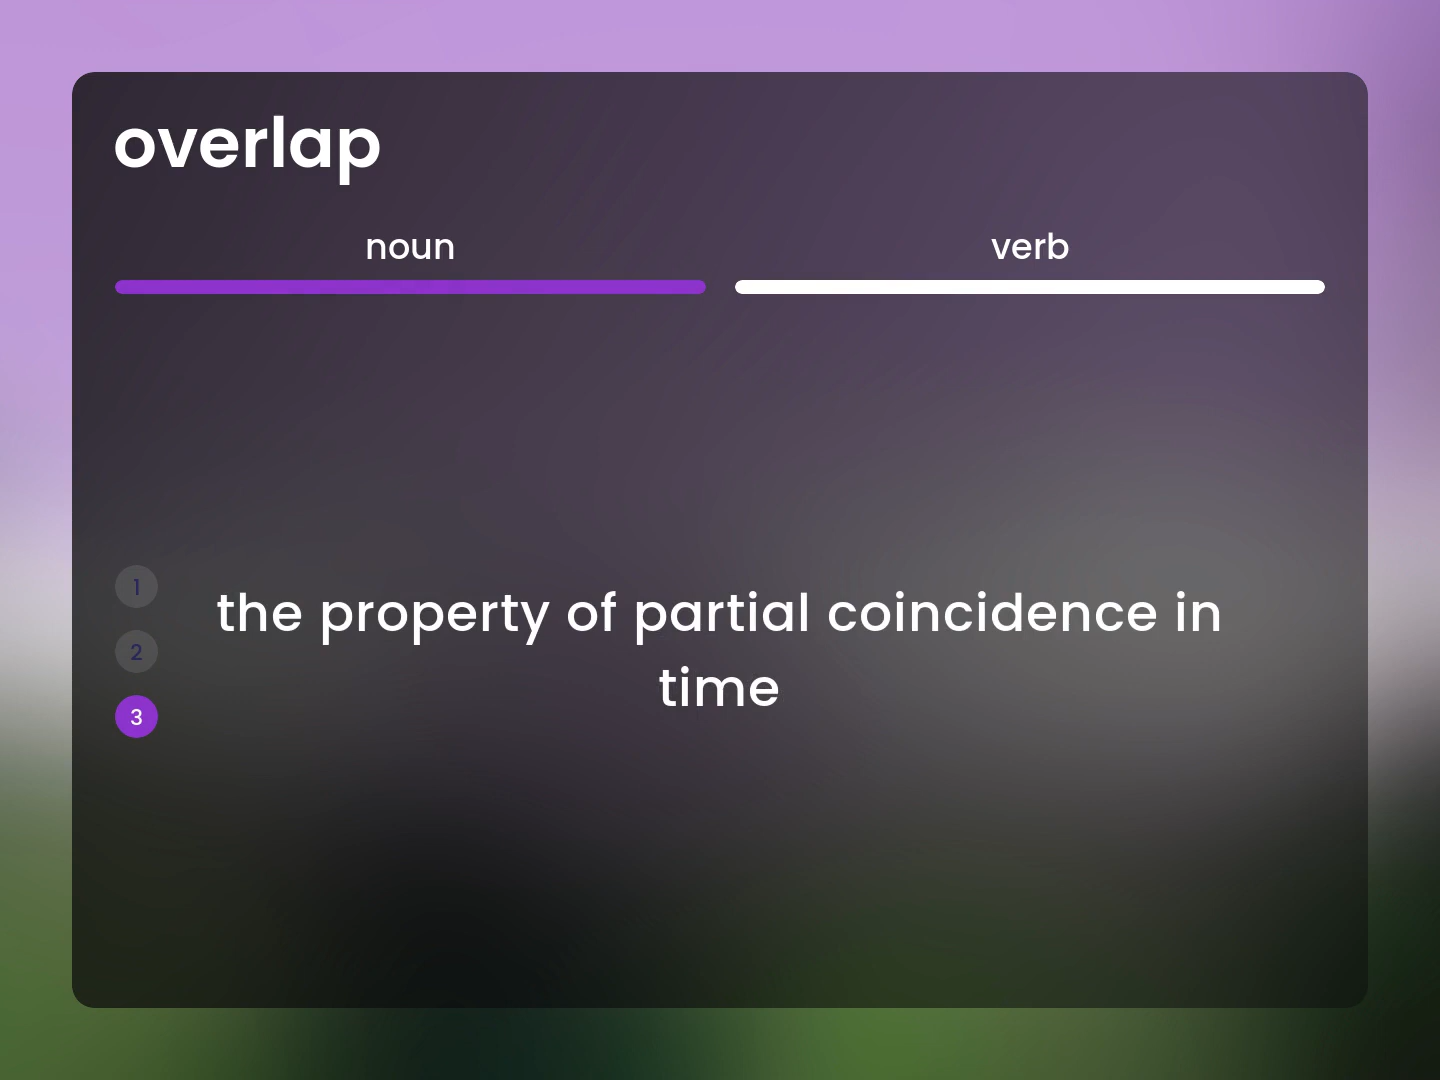 overlap
noun
verb
1
2
3
the property of partial coincidence in
time